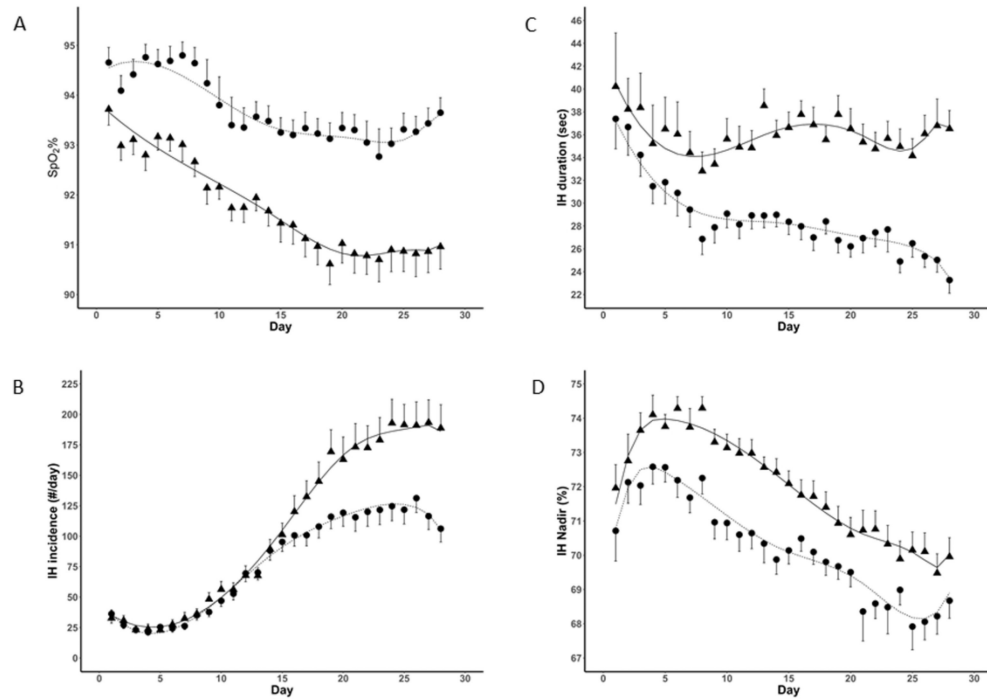 A
SpO2%
95
94
93
92
91
90
0 5 10 15 20 25 30
Day
C
IH duration (sec)
46
44
42
40
38
36
34
32
30
28
26
24
22
0 5 10 15 20 25 30
Day
B
IH incidence (#/day)
225
200
175
150
125
100
75
50
25
0
0 5 10 15 20 25 30
Day
D
IH Nadir (%)
75
74
73
72
71
70
69
68
67
0 5 10 15 20 25 30
Day